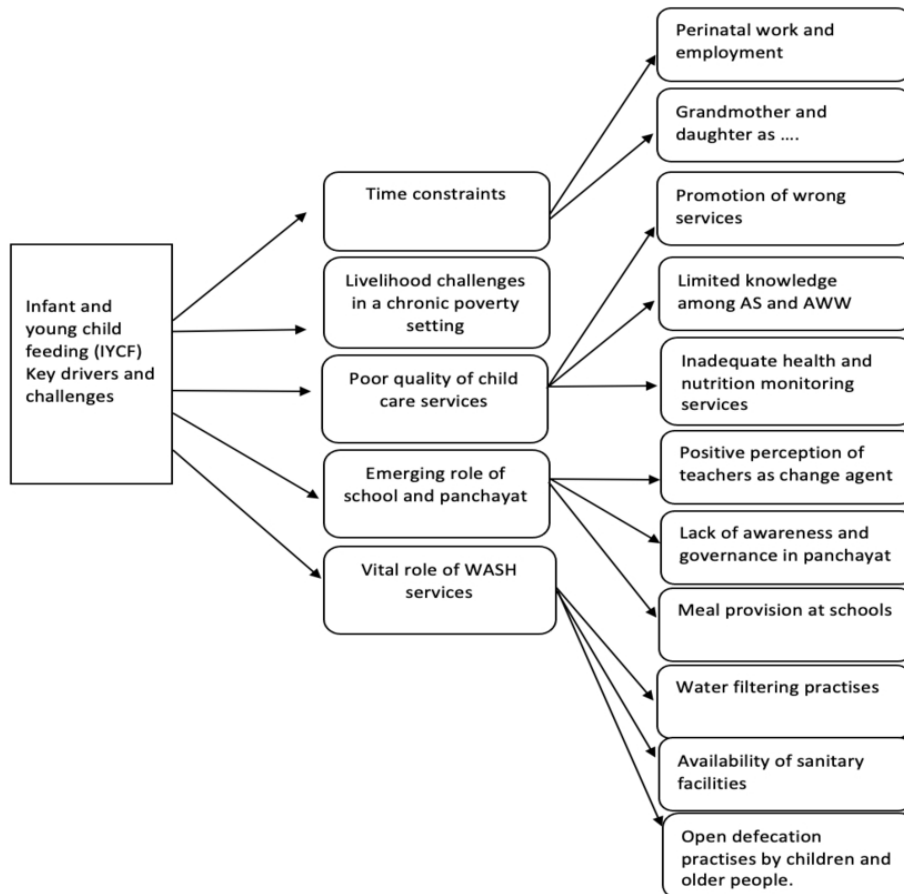 Infant and
young child
feeding (IYCF)
Key drivers and
challenges
Time constraints
Livelihood challenges
in a chronic poverty
setting
Poor quality of child
care services
Emerging role of
school and panchayat
Vital role of WASH
services
Perinatal work and
employment
Grandmother and
daughter as ....
Promotion of wrong
services
Limited knowledge
among AS and AWW
Inadequate health and
nutrition monitoring
services
Positive perception of
teachers as change agent
Lack of awareness and
governance in panchayat
Meal provision at schools
Water filtering practises
Availability of sanitary
facilities
Open defecation
practises by children and
older people.